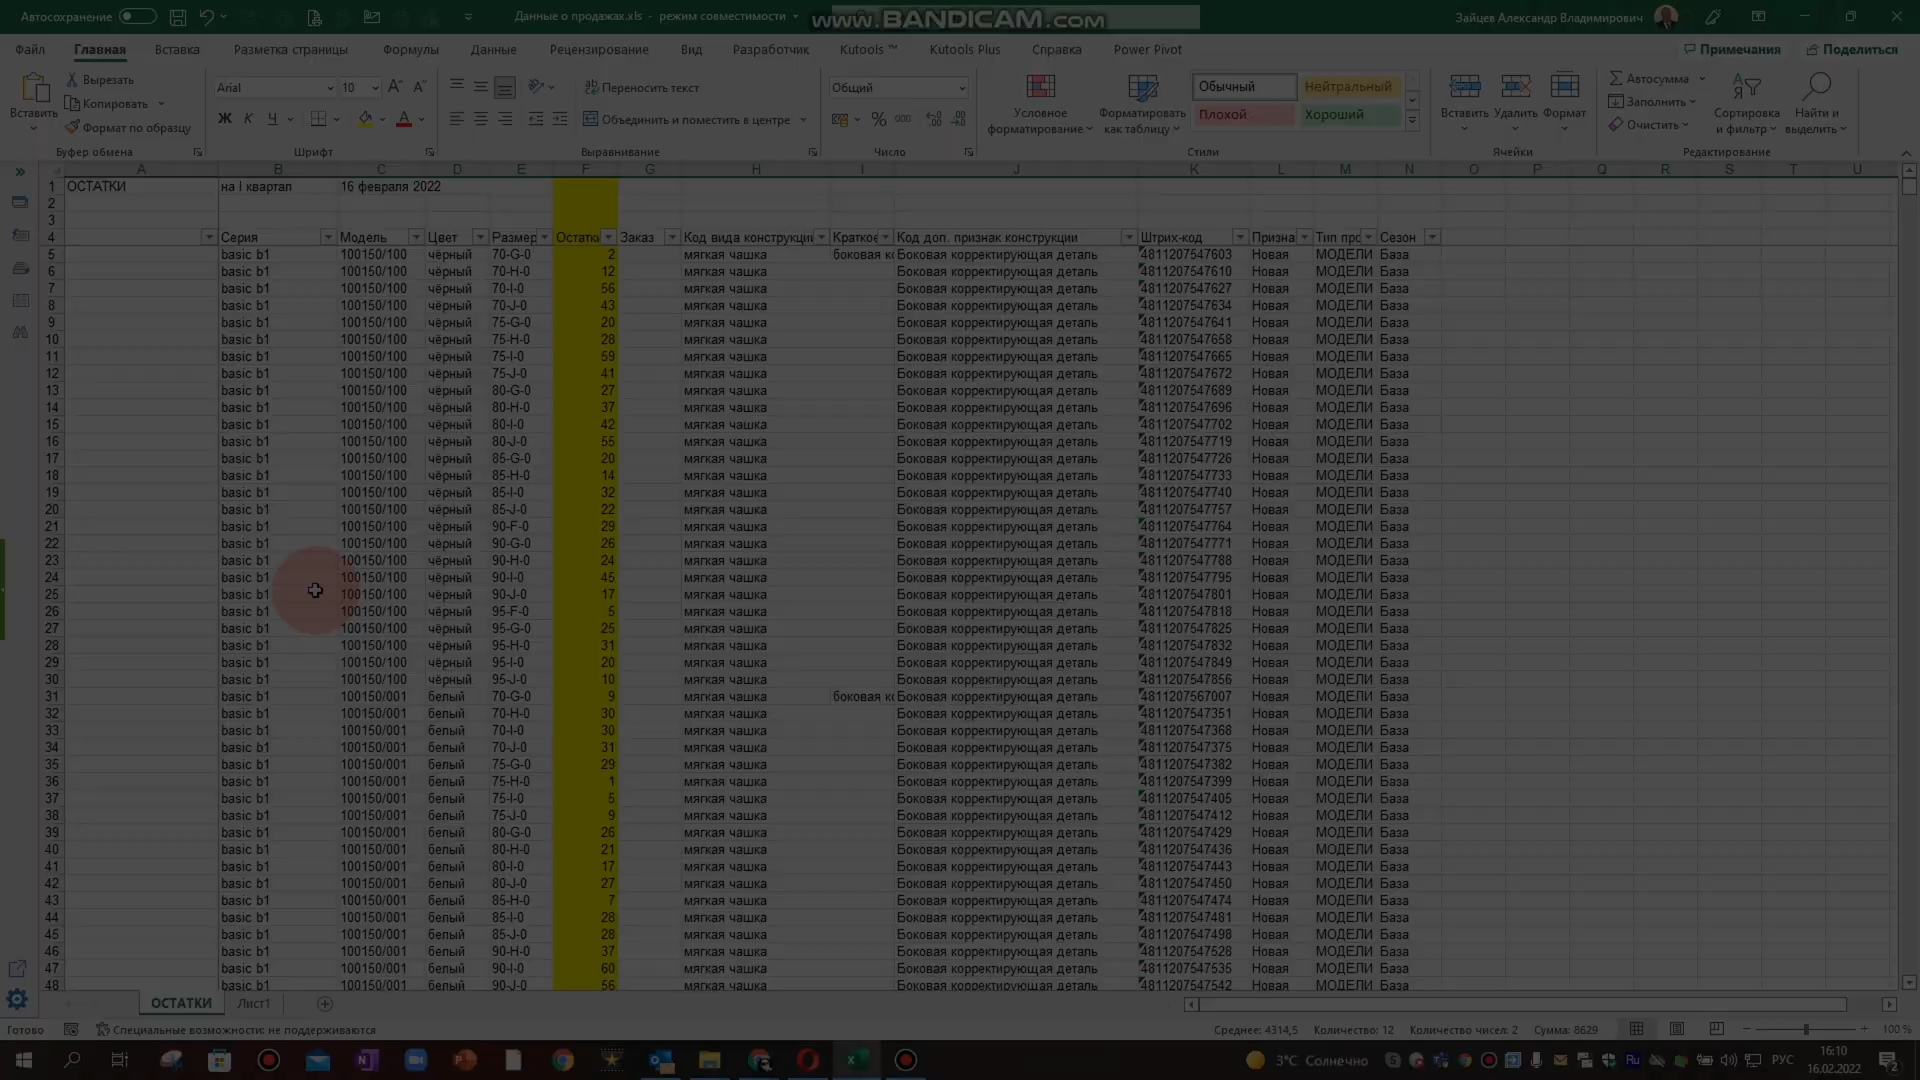 Автосохранение
Данные о продажах.xls - режим совместимости
www.BANDICAM.com
Зайцев Александр Владимирович
Файл Главная Вставка Разметка страницы Формулы Данные Рецензирование Вид Разработчик Kutools ™ Kutools Plus Справка Power Pivot Примечания Поделиться
Вставить
Вырезать
Копировать
Формат по образцу
Буфер обмена
Arial 10
Ж К Ч
Шрифт
Переносить текст
Объединить и поместить в центре
Выравнивание
Общий
% 000
Число
Условное форматирование
Форматировать как таблицу
Обычный Нейтральный
Плохой Хороший
Стили
Вставить Удалить Формат
Ячейки
Автосумма
Заполнить
Очистить
Сортировка и фильтр
Найти и выделить
Редактирование
A B C D E F G H I J K L M N O P Q R S T U
1 ОСТАТКИ на I квартал 16 февраля 2022
2
3
4 Серия Модель Цвет Размер Остатки Заказ Код вида конструкции Краткое Код доп. признак конструкции Штрих-код Призна Тип про Сезон
5 basic b1 100150/100 чёрный 70-G-0 2 мягкая чашка боковая ко Боковая корректирующая деталь 4811207547603 Новая МОДЕЛИ База
6 basic b1 100150/100 чёрный 70-H-0 12 мягкая чашка Боковая корректирующая деталь 4811207547610 Новая МОДЕЛИ База
7 basic b1 100150/100 чёрный 70-I-0 56 мягкая чашка Боковая корректирующая деталь 4811207547627 Новая МОДЕЛИ База
8 basic b1 100150/100 чёрный 70-J-0 43 мягкая чашка Боковая корректирующая деталь 4811207547634 Новая МОДЕЛИ База
9 basic b1 100150/100 чёрный 75-G-0 20 мягкая чашка Боковая корректирующая деталь 4811207547641 Новая МОДЕЛИ База
10 basic b1 100150/100 чёрный 75-H-0 28 мягкая чашка Боковая корректирующая деталь 4811207547658 Новая МОДЕЛИ База
11 basic b1 100150/100 чёрный 75-I-0 59 мягкая чашка Боковая корректирующая деталь 4811207547665 Новая МОДЕЛИ База
12 basic b1 100150/100 чёрный 75-J-0 41 мягкая чашка Боковая корректирующая деталь 4811207547672 Новая МОДЕЛИ База
13 basic b1 100150/100 чёрный 80-G-0 27 мягкая чашка Боковая корректирующая деталь 4811207547689 Новая МОДЕЛИ База
14 basic b1 100150/100 чёрный 80-H-0 37 мягкая чашка Боковая корректирующая деталь 4811207547696 Новая МОДЕЛИ База
15 basic b1 100150/100 чёрный 80-I-0 42 мягкая чашка Боковая корректирующая деталь 4811207547702 Новая МОДЕЛИ База
16 basic b1 100150/100 чёрный 80-J-0 55 мягкая чашка Боковая корректирующая деталь 4811207547719 Новая МОДЕЛИ База
17 basic b1 100150/100 чёрный 85-G-0 20 мягкая чашка Боковая корректирующая деталь 4811207547726 Новая МОДЕЛИ База
18 basic b1 100150/100 чёрный 85-H-0 14 мягкая чашка Боковая корректирующая деталь 4811207547733 Новая МОДЕЛИ База
19 basic b1 100150/100 чёрный 85-I-0 32 мягкая чашка Боковая корректирующая деталь 4811207547740 Новая МОДЕЛИ База
20 basic b1 100150/100 чёрный 85-J-0 22 мягкая чашка Боковая корректирующая деталь 4811207547757 Новая МОДЕЛИ База
21 basic b1 100150/100 чёрный 90-F-0 29 мягкая чашка Боковая корректирующая деталь 4811207547764 Новая МОДЕЛИ База
22 basic b1 100150/100 чёрный 90-G-0 26 мягкая чашка Боковая корректирующая деталь 4811207547771 Новая МОДЕЛИ База
23 basic b1 100150/100 чёрный 90-H-0 24 мягкая чашка Боковая корректирующая деталь 4811207547788 Новая МОДЕЛИ База
24 basic b1 100150/100 чёрный 90-I-0 45 мягкая чашка Боковая корректирующая деталь 4811207547795 Новая МОДЕЛИ База
25 basic b1 100150/100 чёрный 90-J-0 17 мягкая чашка Боковая корректирующая деталь 4811207547801 Новая МОДЕЛИ База
26 basic b1 100150/100 чёрный 95-F-0 5 мягкая чашка Боковая корректирующая деталь 4811207547818 Новая МОДЕЛИ База
27 basic b1 100150/100 чёрный 95-G-0 25 мягкая чашка Боковая корректирующая деталь 4811207547825 Новая МОДЕЛИ База
28 basic b1 100150/100 чёрный 95-H-0 31 мягкая чашка Боковая корректирующая деталь 4811207547832 Новая МОДЕЛИ База
29 basic b1 100150/100 чёрный 95-I-0 20 мягкая чашка Боковая корректирующая деталь 4811207547849 Новая МОДЕЛИ База
30 basic b1 100150/100 чёрный 95-J-0 10 мягкая чашка Боковая корректирующая деталь 4811207547856 Новая МОДЕЛИ База
31 basic b1 100150/001 белый 70-G-0 9 мягкая чашка боковая ко Боковая корректирующая деталь 4811207567007 Новая МОДЕЛИ База
32 basic b1 100150/001 белый 70-H-0 30 мягкая чашка Боковая корректирующая деталь 4811207547351 Новая МОДЕЛИ База
33 basic b1 100150/001 белый 70-I-0 30 мягкая чашка Боковая корректирующая деталь 4811207547368 Новая МОДЕЛИ База
34 basic b1 100150/001 белый 70-J-0 31 мягкая чашка Боковая корректирующая деталь 4811207547375 Новая МОДЕЛИ База
35 basic b1 100150/001 белый 75-G-0 29 мягкая чашка Боковая корректирующая деталь 4811207547382 Новая МОДЕЛИ База
36 basic b1 100150/001 белый 75-H-0 1 мягкая чашка Боковая корректирующая деталь 4811207547399 Новая МОДЕЛИ База
37 basic b1 100150/001 белый 75-I-0 5 мягкая чашка Боковая корректирующая деталь 4811207547405 Новая МОДЕЛИ База
38 basic b1 100150/001 белый 75-J-0 9 мягкая чашка Боковая корректирующая деталь 4811207547412 Новая МОДЕЛИ База
39 basic b1 100150/001 белый 80-G-0 26 мягкая чашка Боковая корректирующая деталь 4811207547429 Новая МОДЕЛИ База
40 basic b1 100150/001 белый 80-H-0 21 мягкая чашка Боковая корректирующая деталь 4811207547436 Новая МОДЕЛИ База
41 basic b1 100150/001 белый 80-I-0 17 мягкая чашка Боковая корректирующая деталь 4811207547443 Новая МОДЕЛИ База
42 basic b1 100150/001 белый 80-J-0 27 мягкая чашка Боковая корректирующая деталь 4811207547450 Новая МОДЕЛИ База
43 basic b1 100150/001 белый 85-H-0 7 мягкая чашка Боковая корректирующая деталь 4811207547474 Новая МОДЕЛИ База
44 basic b1 100150/001 белый 85-I-0 28 мягкая чашка Боковая корректирующая деталь 4811207547481 Новая МОДЕЛИ База
45 basic b1 100150/001 белый 85-J-0 28 мягкая чашка Боковая корректирующая деталь 4811207547498 Новая МОДЕЛИ База
46 basic b1 100150/001 белый 90-H-0 37 мягкая чашка Боковая корректирующая деталь 4811207547528 Новая МОДЕЛИ База
47 basic b1 100150/001 белый 90-I-0 60 мягкая чашка Боковая корректирующая деталь 4811207547535 Новая МОДЕЛИ База
48 basic b1 100150/001 белый 90-J-0 56 мягкая чашка Боковая корректирующая деталь 4811207547542 Новая МОДЕЛИ База
ОСТАТКИ Лист1
Готово Специальные возможности: не поддерживаются Среднее: 4314,5 Количество: 12 Количество чисел: 2 Сумма: 8629 100 %
3°C Солнечно Ru РУС 16:10
16.02.2022 2